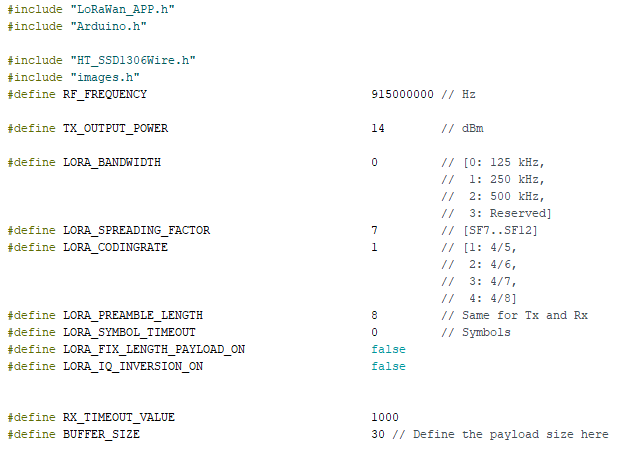 #include "LoRaWan_APP.h"
#include "Arduino.h"
#include "HT_SSD1306Wire.h"
#include "images.h"
#define RF_FREQUENCY 915000000 // Hz
#define TX_OUTPUT_POWER 14 // dBm
#define LORA_BANDWIDTH 0 // [0: 125 kHz,
// 1: 250 kHz,
// 2: 500 kHz,
// 3: Reserved]
#define LORA_SPREADING_FACTOR 7 // [SF7..SF12]
#define LORA_CODINGRATE 1 // [1: 4/5,
// 2: 4/6,
// 3: 4/7,
// 4: 4/8]
#define LORA_PREAMBLE_LENGTH 8 // Same for Tx and Rx
#define LORA_SYMBOL_TIMEOUT 0 // Symbols
#define LORA_FIX_LENGTH_PAYLOAD_ON false
#define LORA_IQ_INVERSION_ON false
#define RX_TIMEOUT_VALUE 1000
#define BUFFER_SIZE 30 // Define the payload size here